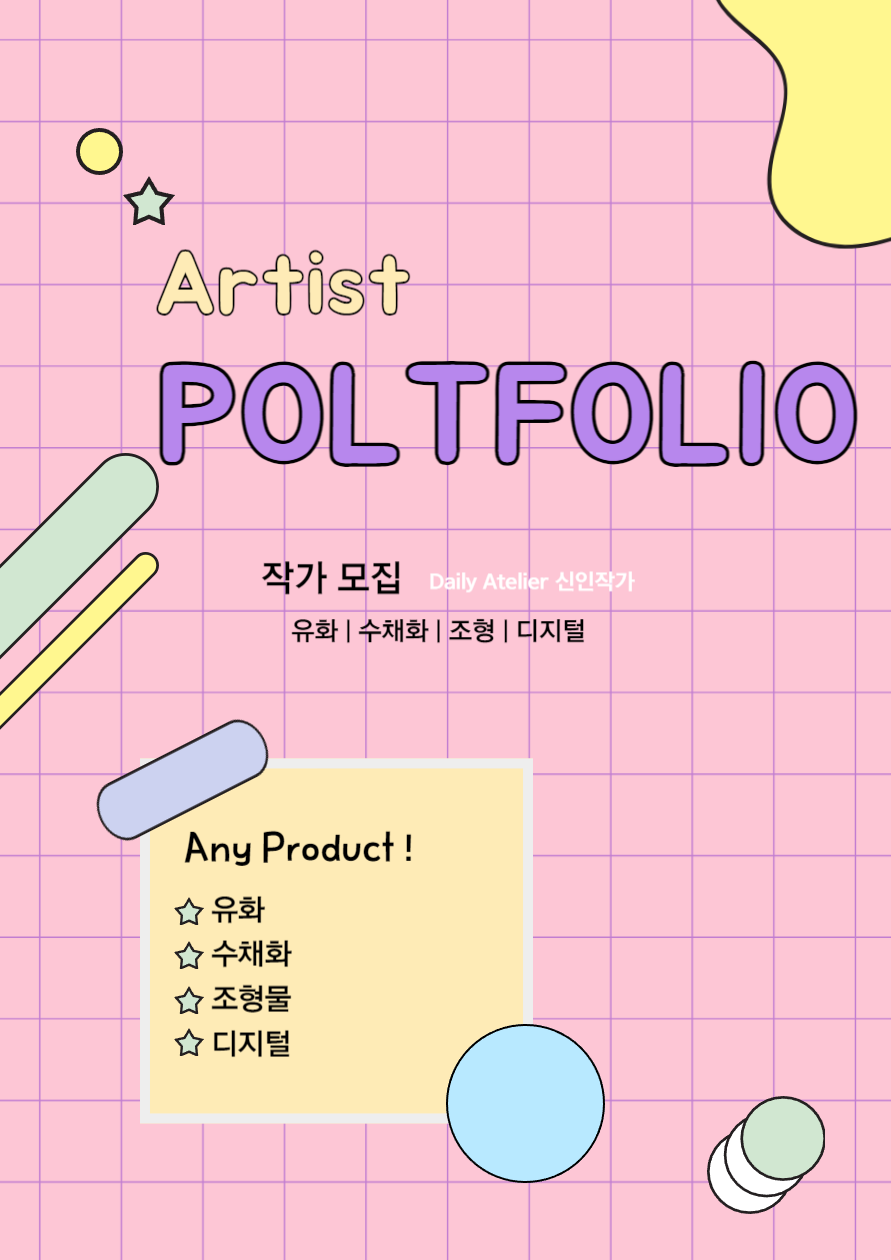 Artist
POLTFOLIO
작가 모집 Daily Atelier 신인작가
유화 | 수채화 | 조형 | 디지털
Any Product !
유화
수채화
조형물
디지털